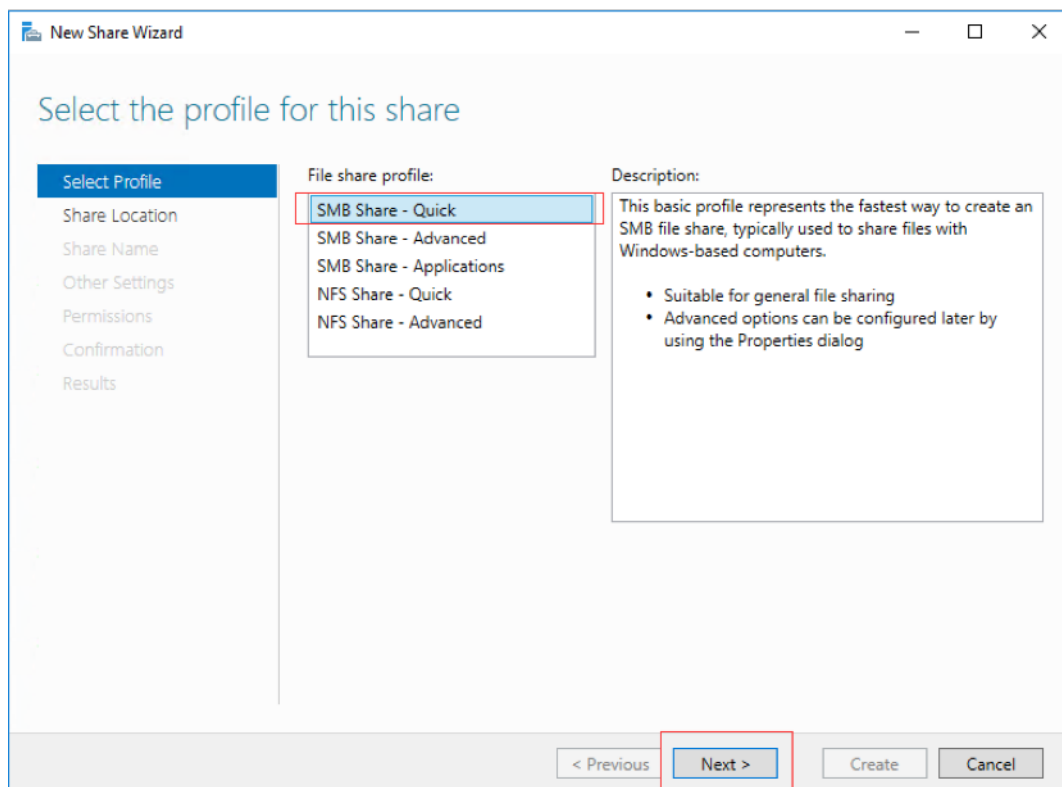 New Share Wizard
Select the profile for this share
Select Profile
Share Location
Share Name
Other Settings
Permissions
Confirmation
Results
File share profile:
SMB Share - Quick
SMB Share - Advanced
SMB Share - Applications
NFS Share - Quick
NFS Share - Advanced
Description:
This basic profile represents the fastest way to create an
SMB file share, typically used to share files with
Windows-based computers.
• Suitable for general file sharing
• Advanced options can be configured later by
using the Properties dialog
< Previous
Next >
Create
Cancel